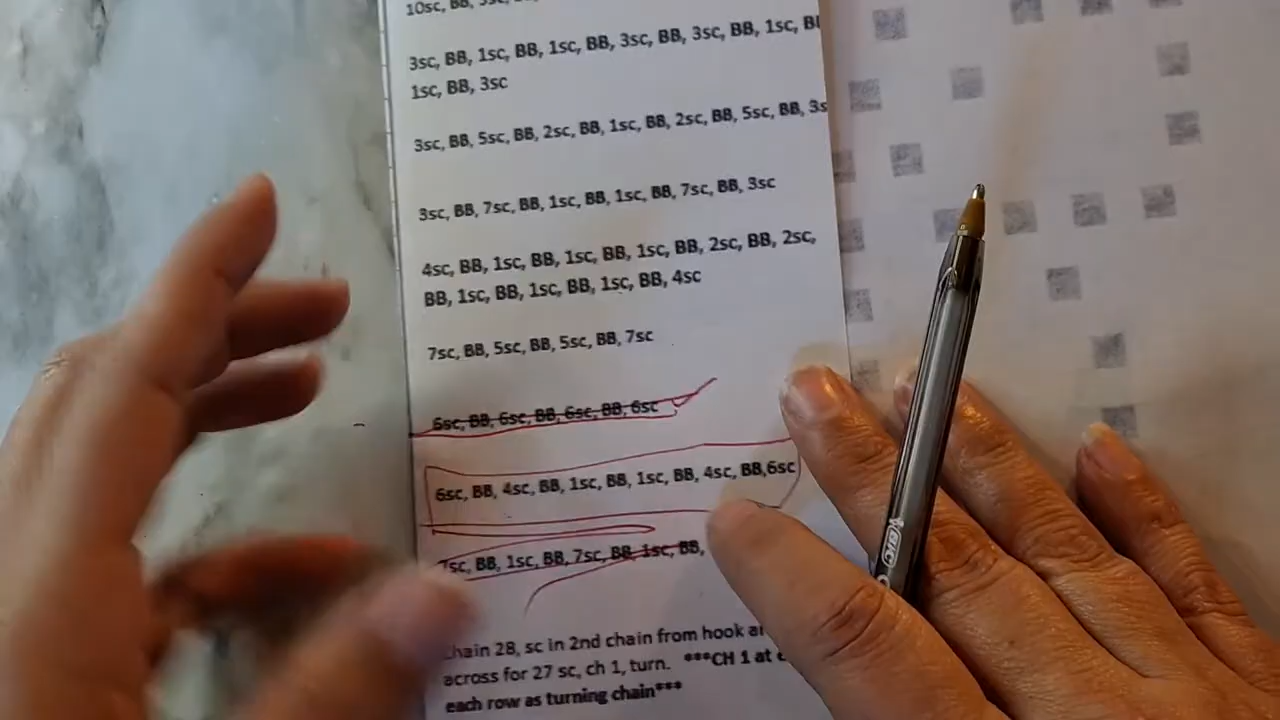 10sc, BB,
3sc, BB, 1sc, BB, 1sc, BB, 3sc, BB, 3sc, BB, 1sc,
1sc, BB, 3sc
3sc, BB, 5sc, BB, 2sc, BB, 1sc, BB, 2sc, BB, 5sc, BB,
3sc, BB, 7sc, BB, 1sc, BB, 1sc, BB, 7sc, BB, 3sc
4sc, BB, 1sc, BB, 1sc, BB, 1sc, BB, 2sc, BB, 2sc,
BB, 1sc, BB, 1sc, BB, 1sc, BB, 4sc
7sc, BB, 5sc, BB, 5sc, BB, 7sc
6sc, BB, 6sc, BB, 6sc, BB, 6sc
6sc, BB, 4sc, BB, 1sc, BB, 1sc, BB, 4sc, BB,6sc
7sc, BB, 1sc, BB, 7sc, BB, 1sc, BB,
chain 28, sc in 2nd chain from hook
across for 27 sc, ch 1, turn. ***CH 1 at
each row as turning chain***
BIC